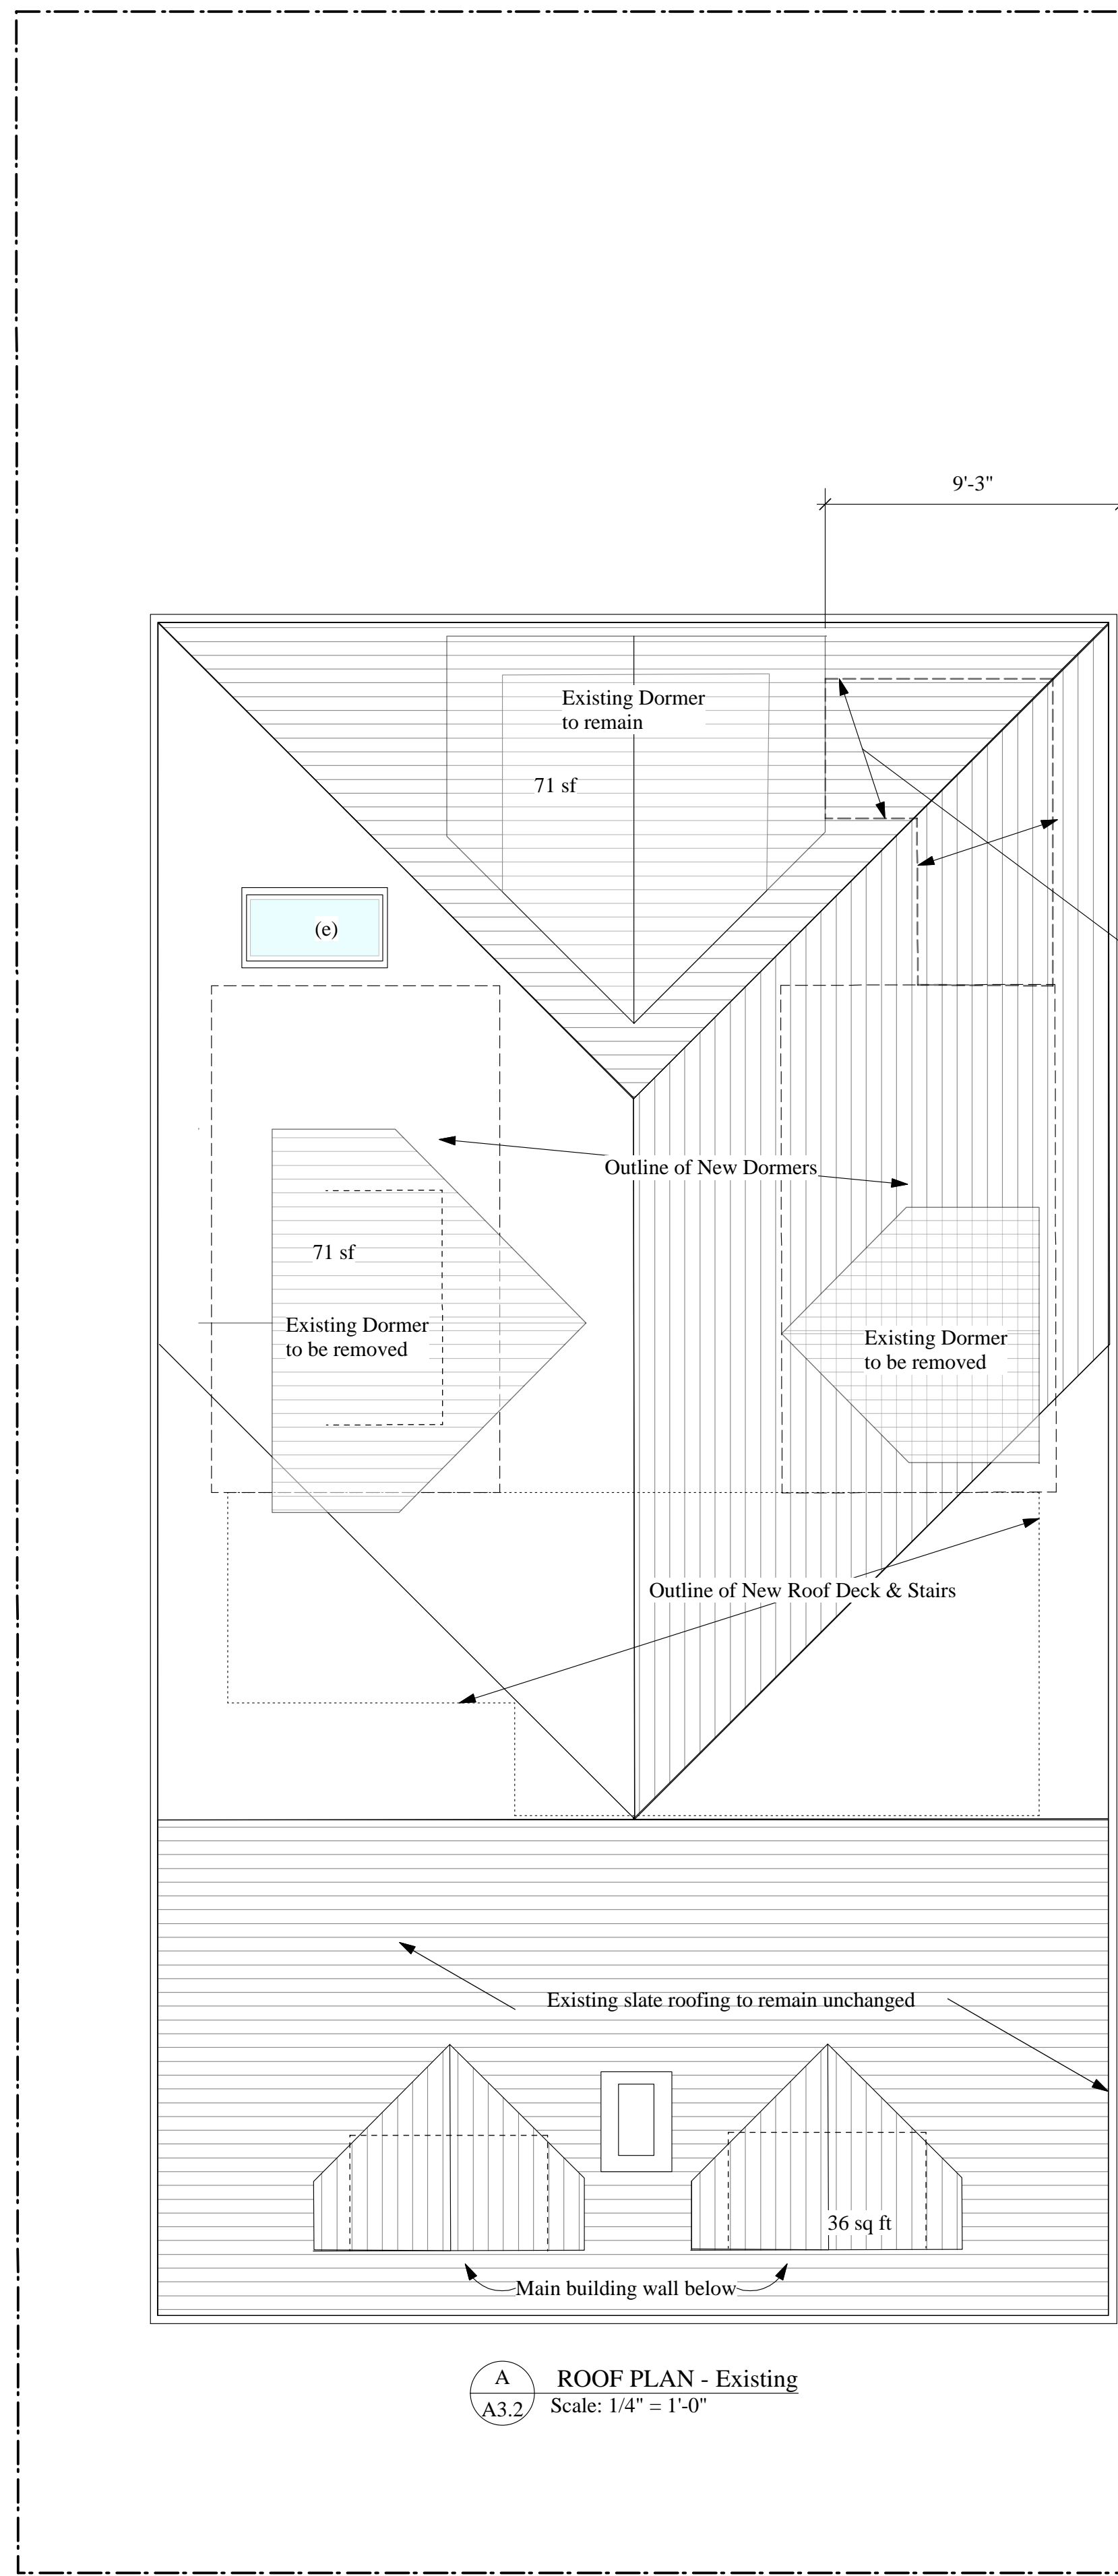 9'-3"
Existing Dormer
to remain
71 sf
(e)
Outline of New Dormers
71 sf
Existing Dormer
to be removed
Existing Dormer
to be removed
Outline of New Roof Deck & Stairs
Existing slate roofing to remain unchanged
36 sq ft
Main building wall below
A
ROOF PLAN - Existing
A3.2
Scale: 1/4" = 1'-0"